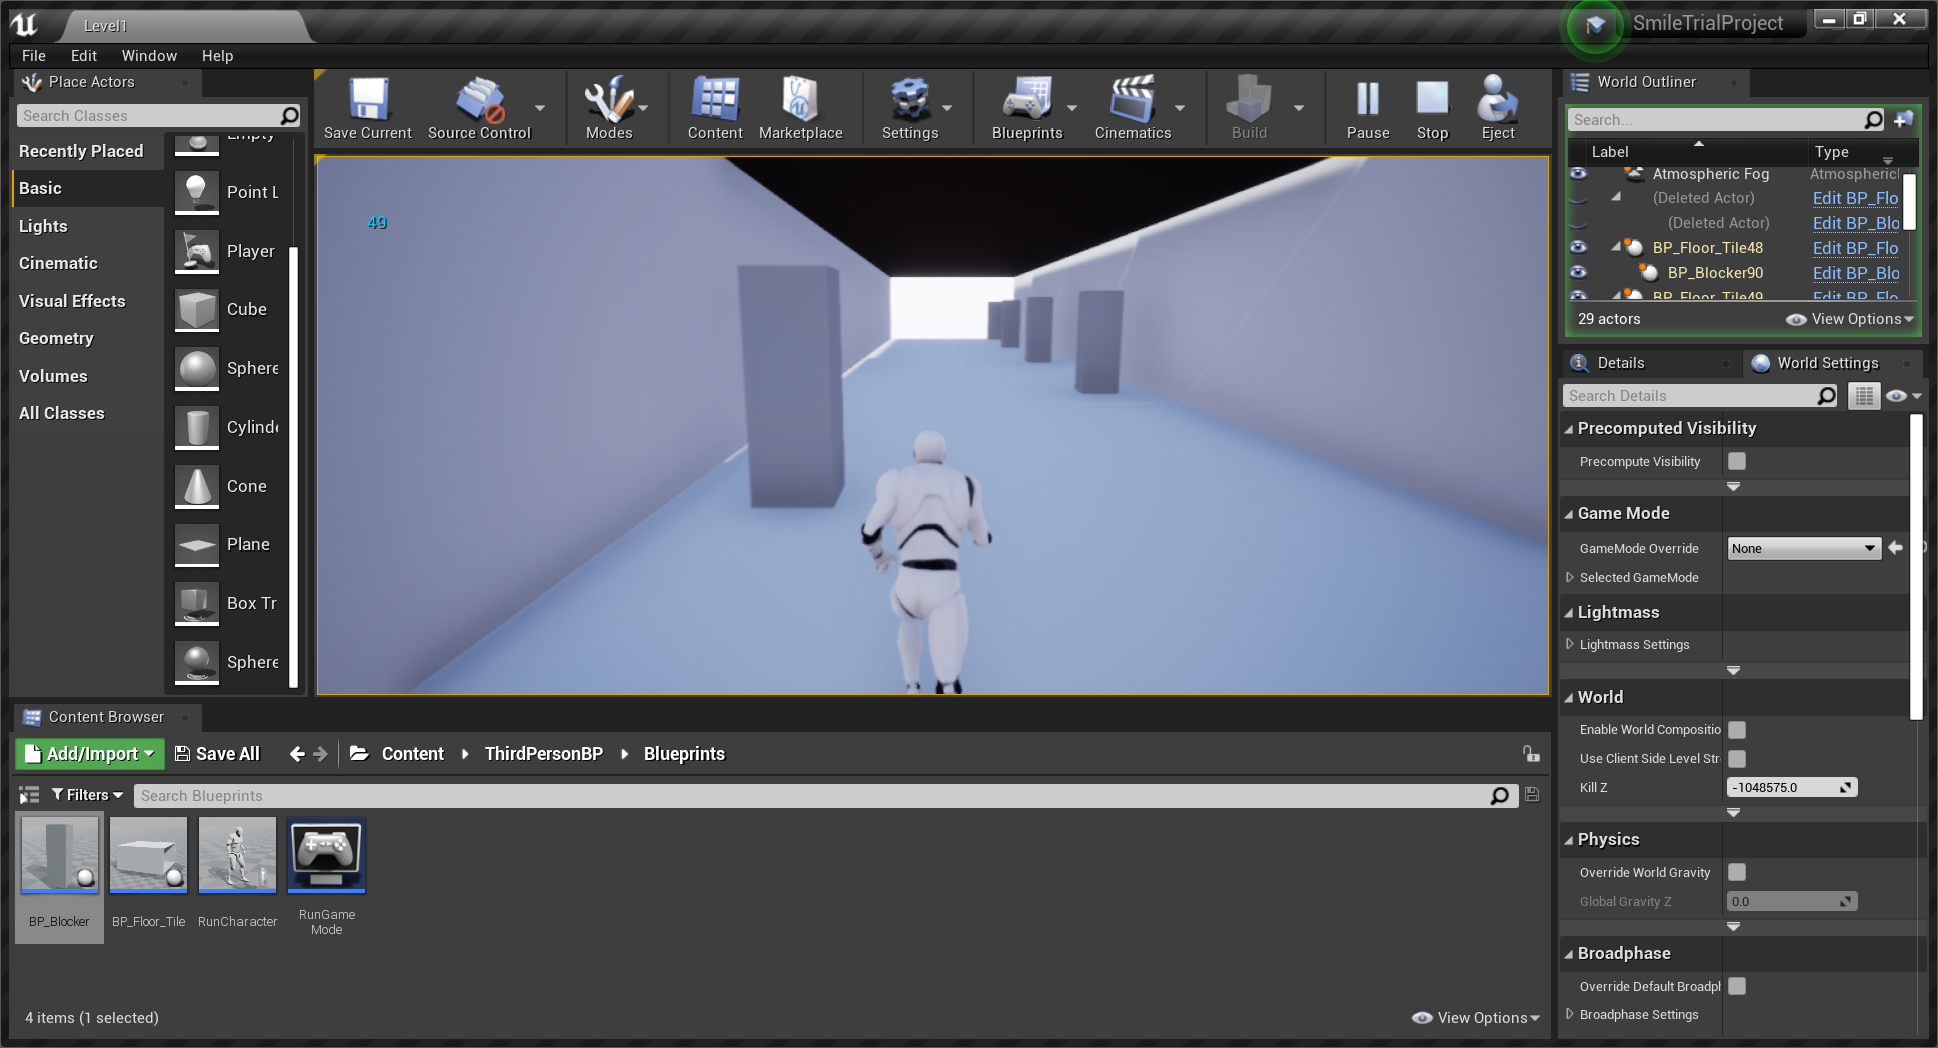 Level1
SmileTrialProject
File Edit Window Help
Place Actors
Search Classes
Recently Placed
Basic
Lights
Cinematic
Visual Effects
Geometry
Volumes
All Classes
Empty
Point L
Player
Cube
Sphere
Cylinde
Cone
Plane
Box Tr
Sphere
Save Current
Source Control
Modes
Content
Marketplace
Settings
Blueprints
Cinematics
Build
Pause
Stop
Eject
49
World Outliner
Search...
Label Type
Atmospheric Fog Atmospheric
(Deleted Actor) Edit BP_Flo
(Deleted Actor) Edit BP_Blo
BP_Floor_Tile48 Edit BP_Flo
BP_Blocker90 Edit BP_Blo
BP_Floor_Tile49 Edit BP_Flo
29 actors View Options
Details World Settings
Search Details
Precomputed Visibility
Precompute Visibility
Game Mode
GameMode Override None
Selected GameMode
Lightmass
Lightmass Settings
World
Enable World Compositio
Use Client Side Level Str
Kill Z -1048575.0
Physics
Override World Gravity
Global Gravity Z 0.0
Broadphase
Override Default Broadpl
Broadphase Settings
Content Browser
Add/Import Save All Content ThirdPersonBP Blueprints
Filters Search Blueprints
BP_Blocker
BP_Floor_Tile
RunCharacter
RunGame
Mode
4 items (1 selected)
View Options